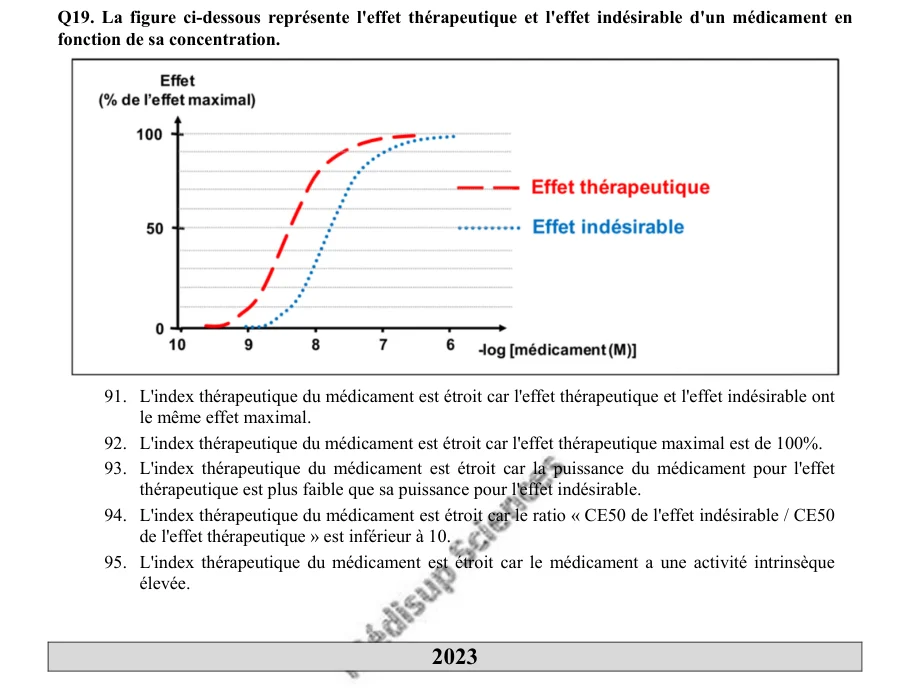 Q19. La figure ci-dessous représente l'effet thérapeutique et l'effet indésirable d'un médicament en
fonction de sa concentration.
Effet
(% de l'effet maximal)
100
50
0
10 9 8 7 6 -log [médicament (M)]
Effet thérapeutique
Effet indésirable
91. L'index thérapeutique du médicament est étroit car l'effet thérapeutique et l'effet indésirable ont
le même effet maximal.
92. L'index thérapeutique du médicament est étroit car l'effet thérapeutique maximal est de 100%.
93. L'index thérapeutique du médicament est étroit car la puissance du médicament pour l'effet
thérapeutique est plus faible que sa puissance pour l'effet indésirable.
94. L'index thérapeutique du médicament est étroit car le ratio « CE50 de l'effet indésirable / CE50
de l'effet thérapeutique » est inférieur à 10.
95. L'index thérapeutique du médicament est étroit car le médicament a une activité intrinsèque
élevée.
Médisup Sciences
2023